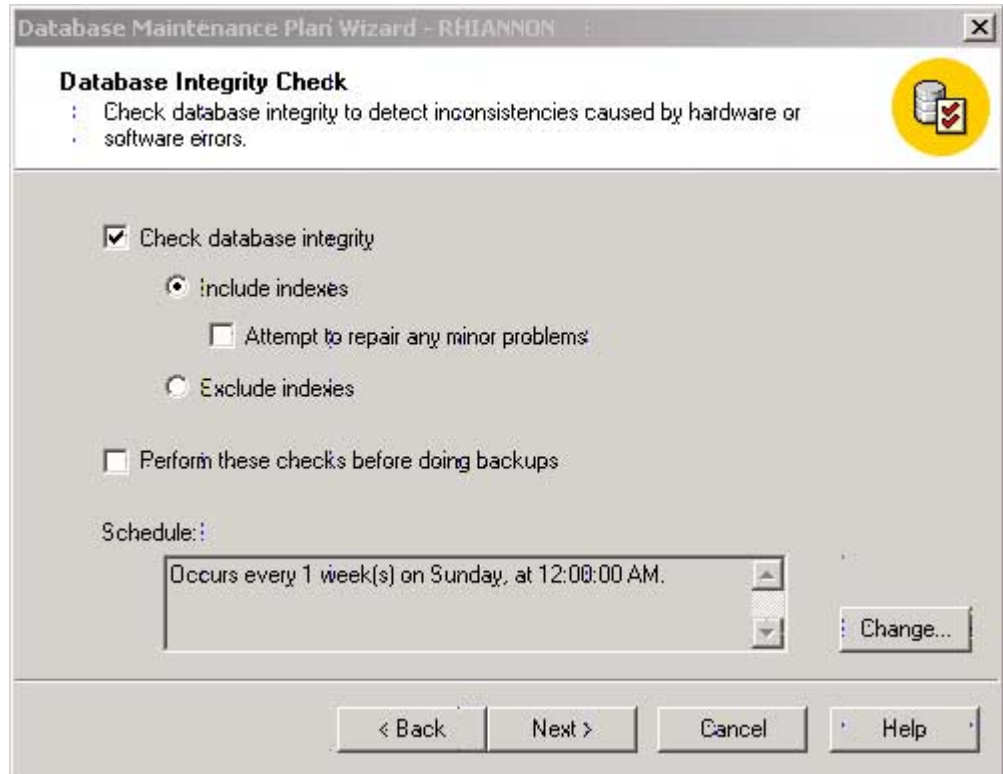 Database Maintenance Plan Wizard - RHIANNON
Database Integrity Check
Check database integrity to detect inconsistencies caused by hardware or
software errors.
Check database integrity
Include indexes
Attempt to repair any minor problems
Exclude indexes
Perform these checks before doing backups
Schedule:
Occurs every 1 week(s) on Sunday, at 12:00:00 AM.
Change...
< Back
Next >
Cancel
Help